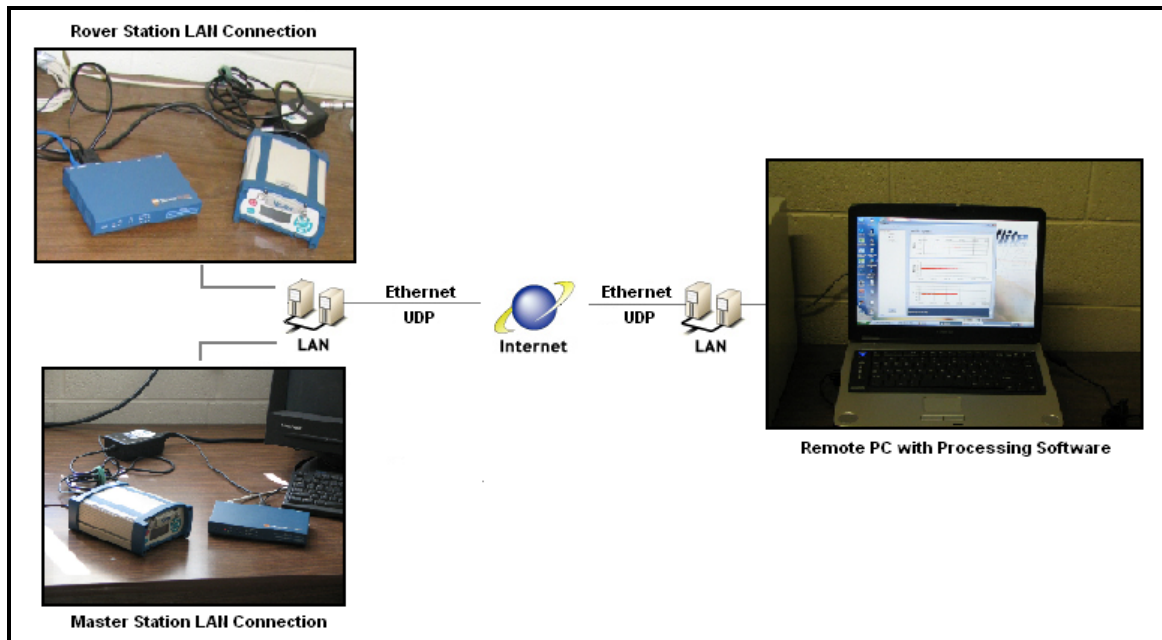 Rover Station LAN Connection
Ethernet
UDP
LAN
Internet
Ethernet
UDP
LAN
Remote PC with Processing Software
Master Station LAN Connection